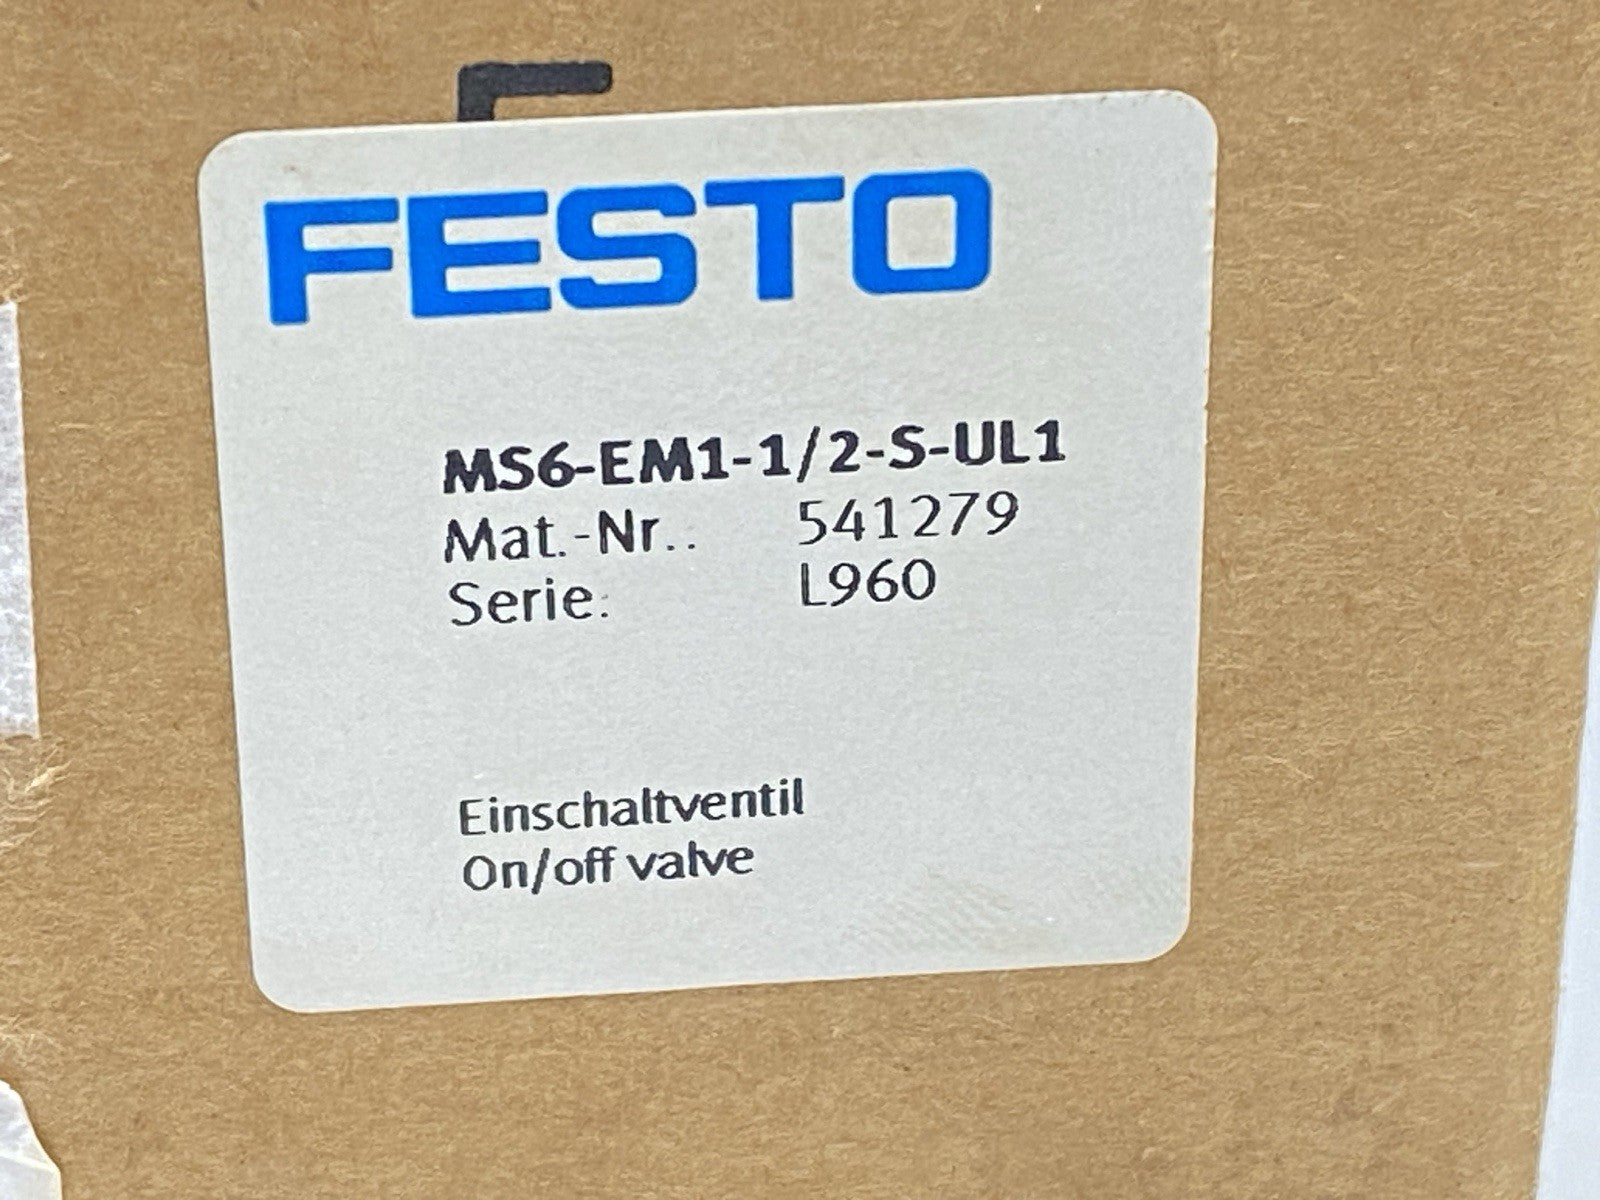 FESTO
MS6-EM1-1/2-S-UL1
Mat.-Nr.: 541279
Serie: L960
Einschaltventil
On/off valve